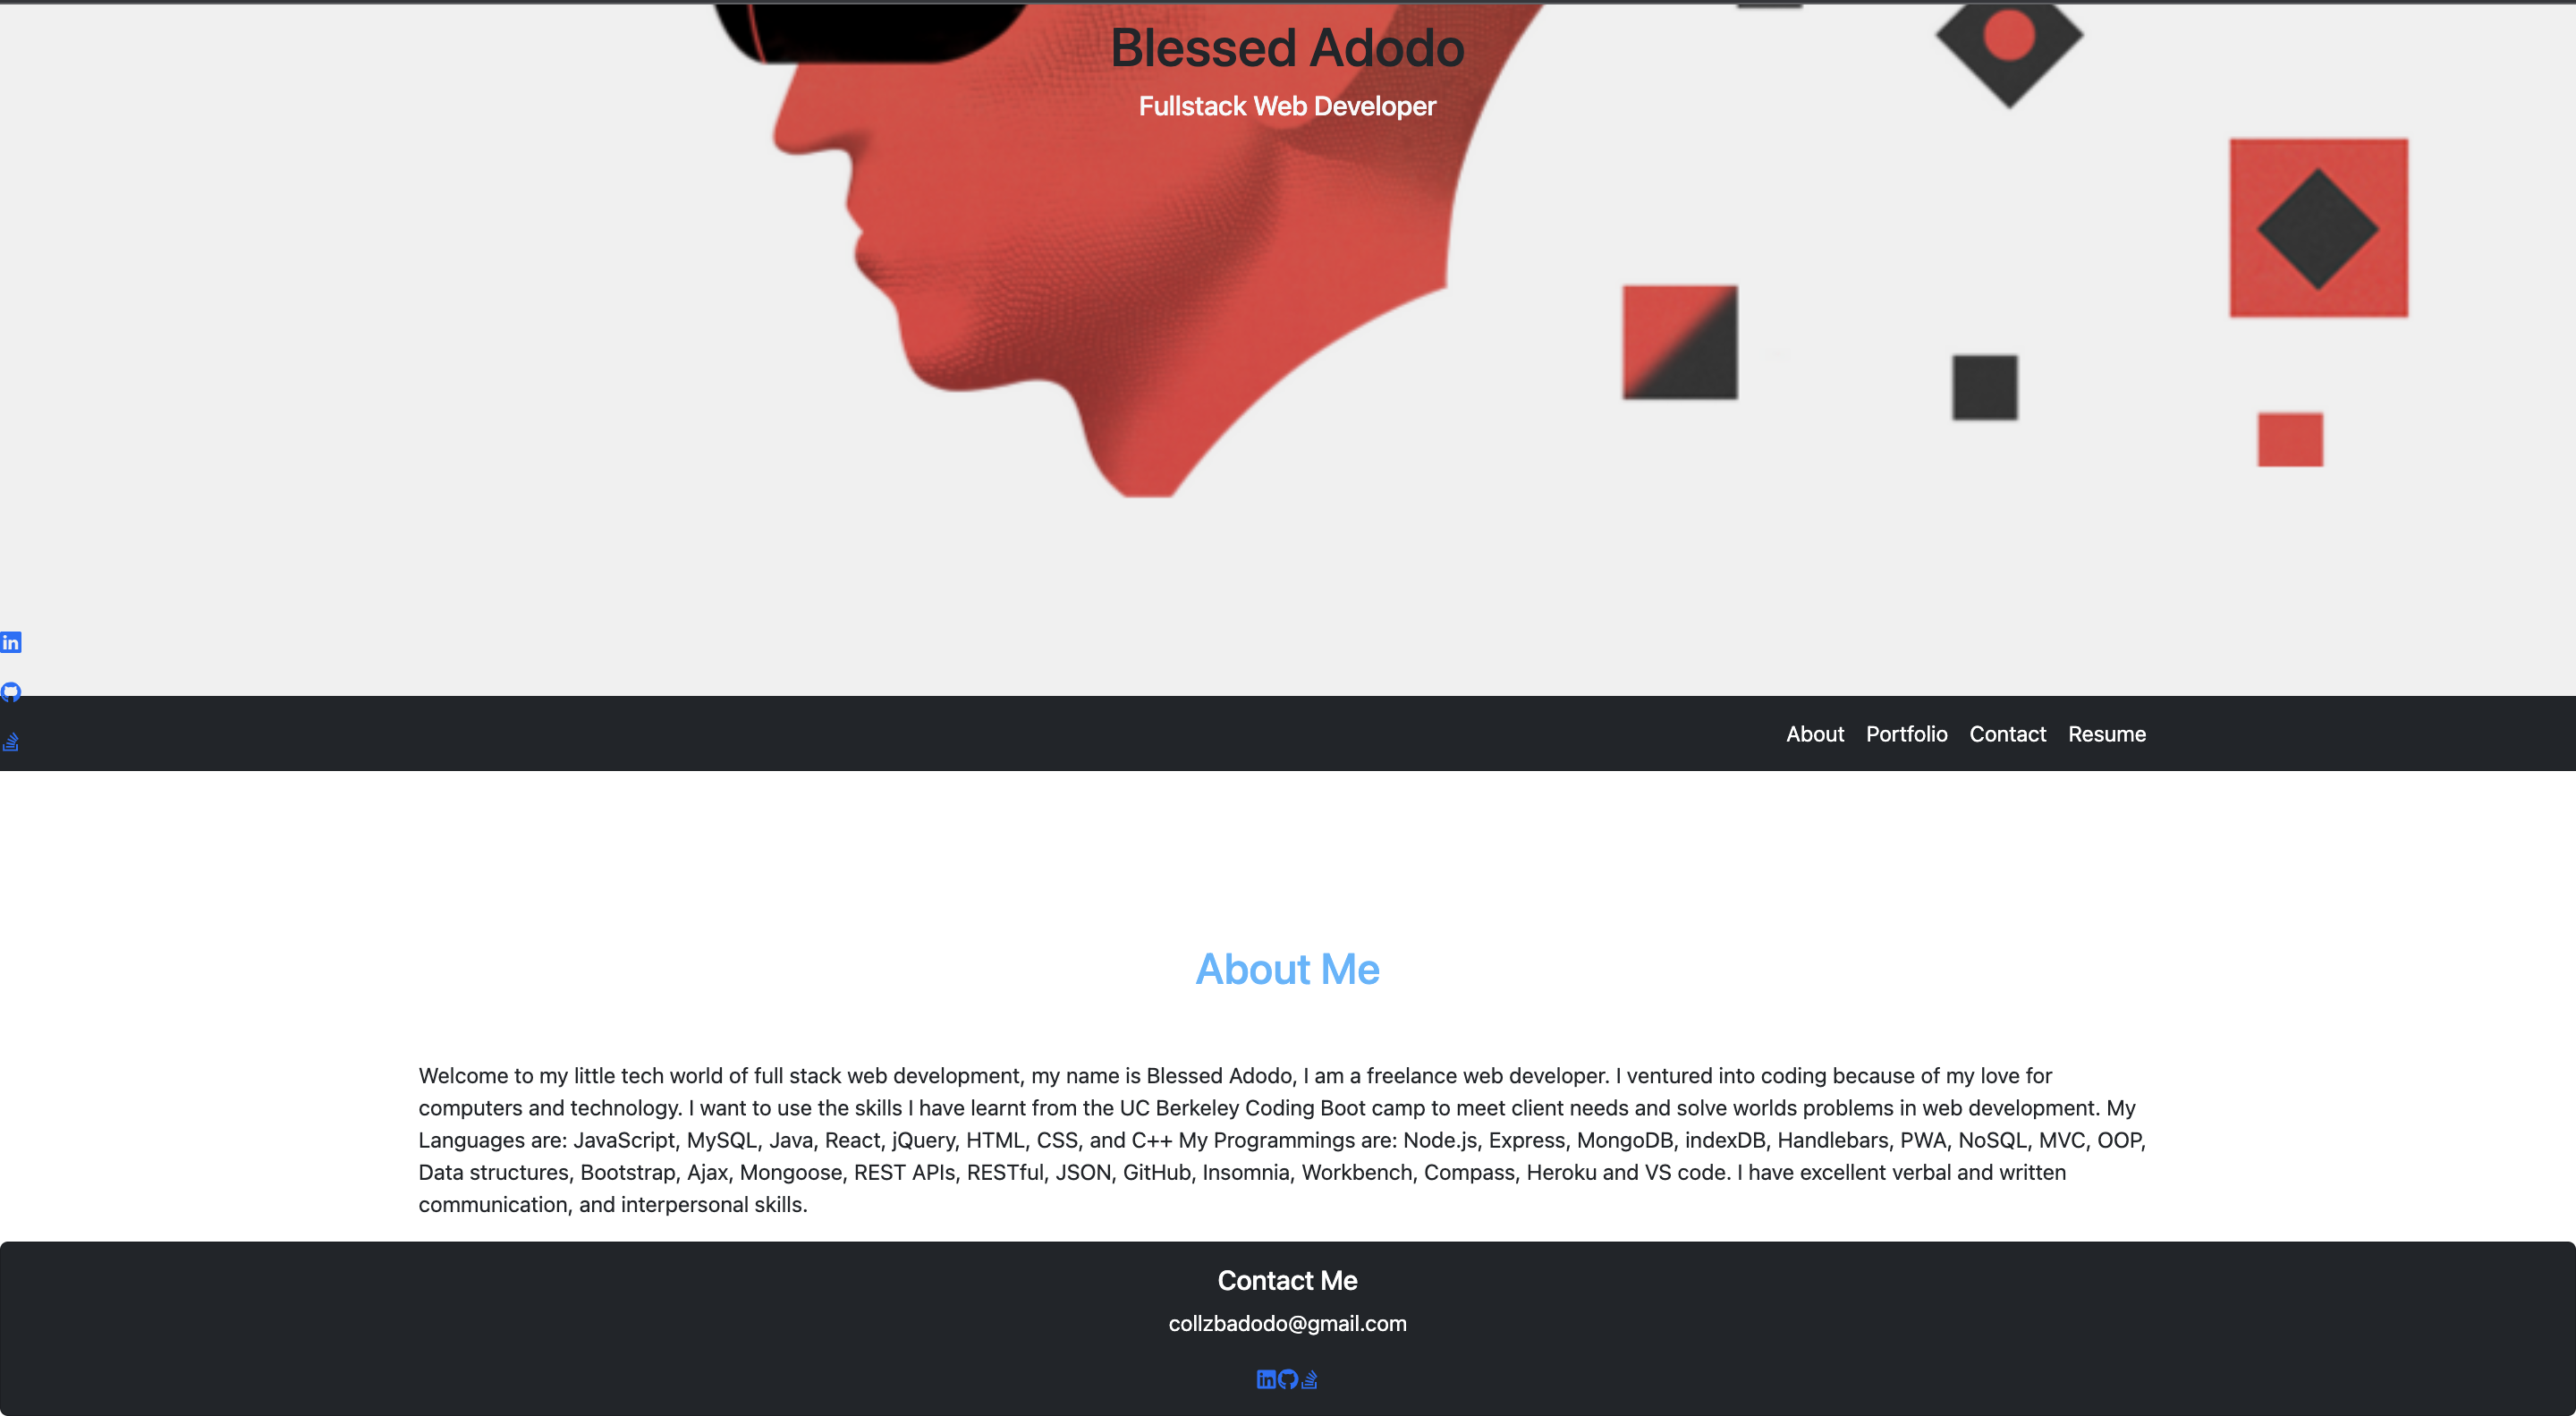 Blessed Adodo
Fullstack Web Developer
in
About Portfolio Contact Resume
About Me
Welcome to my little tech world of full stack web development, my name is Blessed Adodo, I am a freelance web developer. I ventured into coding because of my love for
computers and technology. I want to use the skills I have learnt from the UC Berkeley Coding Boot camp to meet client needs and solve worlds problems in web development. My
Languages are: JavaScript, MySQL, Java, React, jQuery, HTML, CSS, and C++ My Programmings are: Node.js, Express, MongoDB, indexDB, Handlebars, PWA, NoSQL, MVC, OOP,
Data structures, Bootstrap, Ajax, Mongoose, REST APIs, RESTful, JSON, GitHub, Insomnia, Workbench, Compass, Heroku and VS code. I have excellent verbal and written
communication, and interpersonal skills.
Contact Me
collzbadodo@gmail.com
in